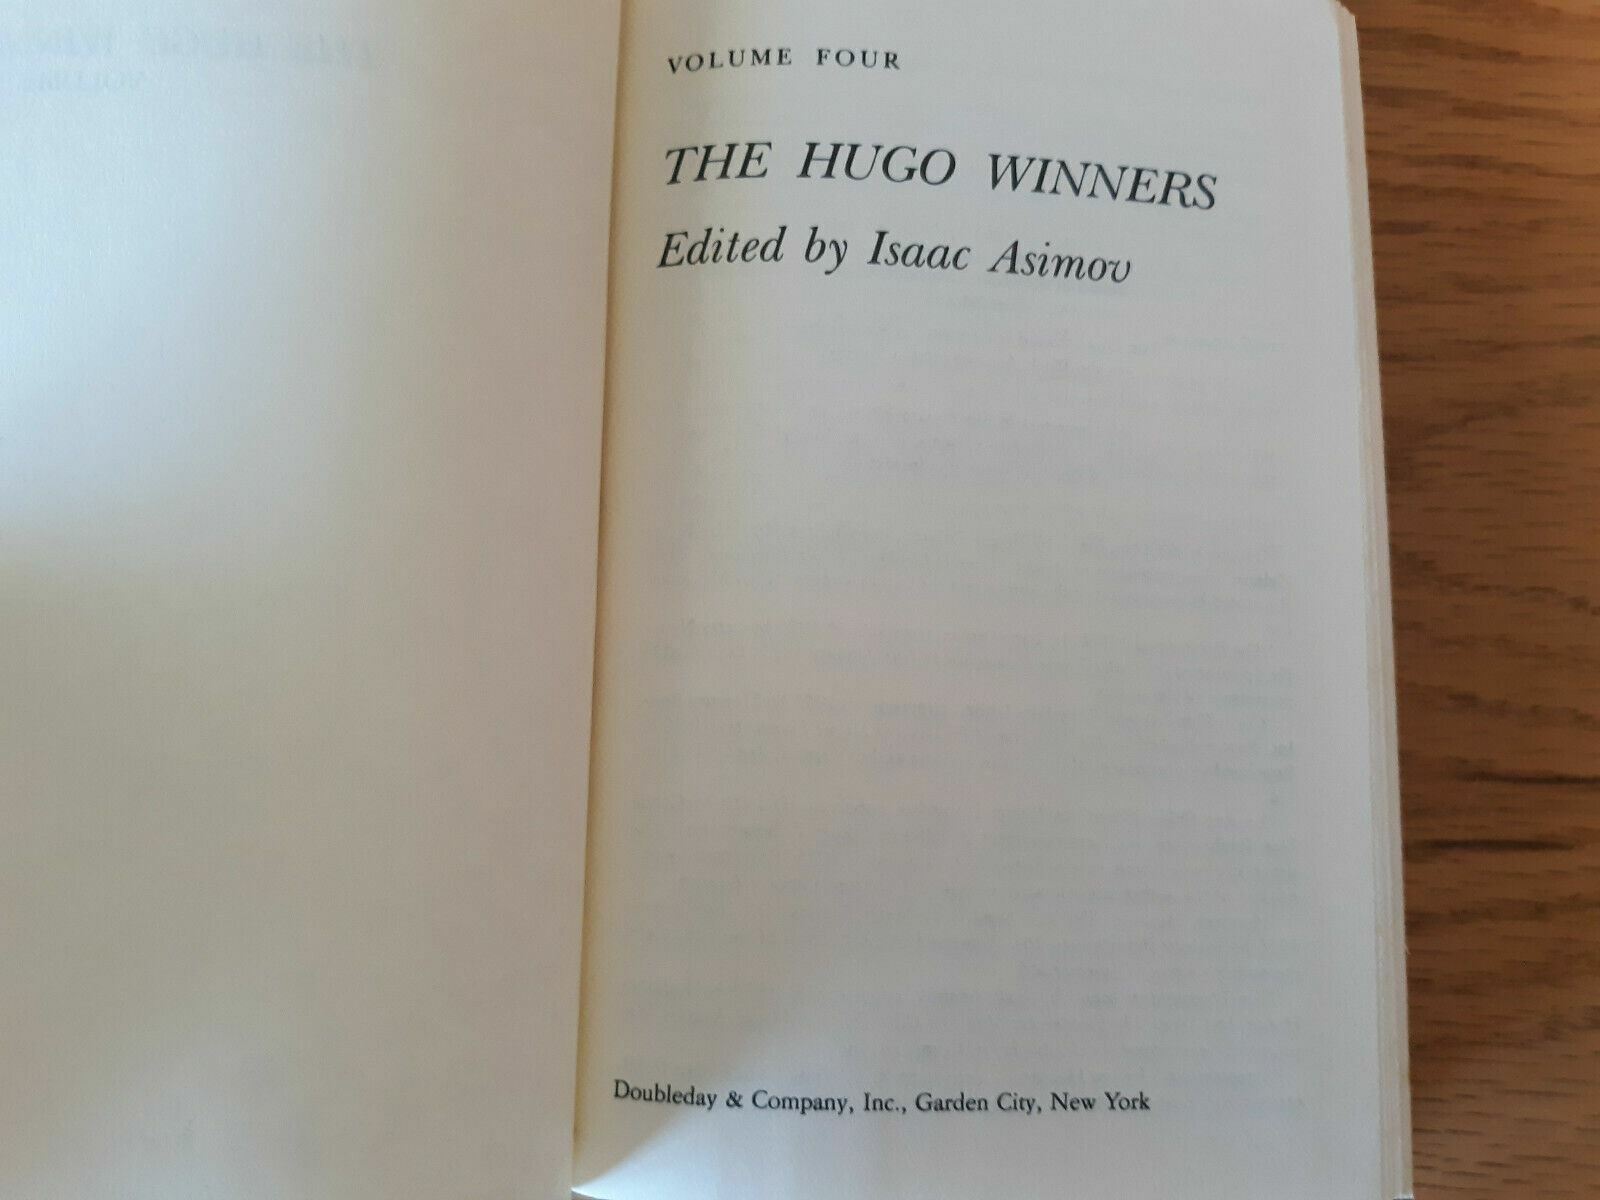 VOLUME FOUR
THE HUGO WINNERS
Edited by Isaac Asimov
Doubleday & Company, Inc., Garden City, New York